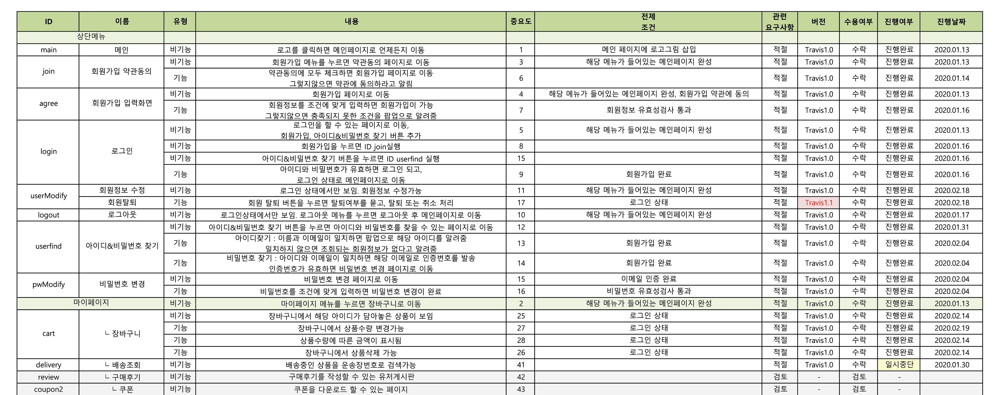 ID 이름 유형 내용 중요도 전제 조건 관련 요구사항 버전 수용여부 진행여부 진행날짜
상단메뉴
main 메인 비기능 로고를 클릭하면 메인페이지로 언제든지 이동 1 메인 페이지에 로고그림 삽입 적절 Travis1.0 수락 진행완료 2020.01.13
join 회원가입 약관동의 비기능 회원가입 메뉴를 누르면 약관동의 페이지로 이동 3 해당 메뉴가 들어있는 메인페이지 완성 적절 Travis1.0 수락 진행완료 2020.01.13
기능 약관동의에 모두 체크하면 회원가입 페이지로 이동
그렇지않으면 약관에 동의하라고 알림 6 적절 Travis1.0 수락 진행완료 2020.01.14
agree 회원가입 입력화면 비기능 회원가입 페이지로 이동 4 해당 메뉴가 들어있는 메인페이지 완성, 회원가입 약관에 동의 적절 Travis1.0 수락 진행완료 2020.01.13
기능 회원정보를 조건에 맞게 입력하면 회원가입이 가능
그렇지않으면 충족되지 못한 조건을 팝업으로 알려줌 7 회원정보 유효성검사 통과 적절 Travis1.0 수락 진행완료 2020.01.16
login 로그인 비기능 로그인을 할 수 있는 페이지로 이동,
회원가입, 아이디&비밀번호 찾기 버튼 추가 5 해당 메뉴가 들어있는 메인페이지 완성 적절 Travis1.0 수락 진행완료 2020.01.13
비기능 회원가입을 누르면 ID join실행 8 적절 Travis1.0 수락 진행완료 2020.01.16
비기능 아이디&비밀번호 찾기 버튼을 누르면 ID userfind 실행 15 적절 Travis1.0 수락 진행완료 2020.01.16
기능 아이디와 비밀번호가 유효하면 로그인 되고,
로그인 상태로 메인페이지로 이동 9 회원가입 완료 적절 Travis1.0 수락 진행완료 2020.01.16
userModify 회원정보 수정 비기능 로그인 상태에서만 보임. 회원정보 수정가능 11 해당 메뉴가 들어있는 메인페이지 완성 적절 Travis1.0 수락 진행완료 2020.02.18
회원탈퇴 기능 회원 탈퇴 버튼을 누르면 탈퇴여부를 묻고, 탈퇴 또는 취소 처리 17 로그인 상태 적절 Travis1.1 수락 진행완료 2020.02.18
logout 로그아웃 비기능 로그인상태에서만 보임. 로그아웃 메뉴를 누르면 로그아웃 후 메인페이지로 이동 10 해당 메뉴가 들어있는 메인페이지 완성 적절 Travis1.0 수락 진행완료 2020.01.17
userfind 아이디&비밀번호 찾기 비기능 아이디&비밀번호 찾기 버튼을 누르면 아이디와 비밀번호를 찾을 수 있는 페이지로 이동 12 적절 Travis1.0 수락 진행완료 2020.01.31
기능 아이디찾기 : 이름과 이메일이 일치하면 팝업으로 해당 아이디를 알려줌
일치하지 않으면 조회되는 회원정보가 없다고 알려줌 13 회원가입 완료 적절 Travis1.0 수락 진행완료 2020.02.04
기능 비밀번호 찾기 : 아이디와 이메일이 일치하면 해당 이메일로 인증번호를 발송
인증번호가 유효하면 비밀번호 변경 페이지로 이동 14 회원가입 완료 적절 Travis1.0 수락 진행완료 2020.02.04
pwModify 비밀번호 변경 비기능 비밀번호 변경 페이지로 이동 15 이메일 인증 완료 적절 Travis1.0 수락 진행완료 2020.02.04
기능 비밀번호를 조건에 맞게 입력하면 비밀번호 변경이 완료 16 비밀번호 유효성검사 통과 적절 Travis1.0 수락 진행완료 2020.02.04
마이페이지 비기능 마이페이지 메뉴를 누르면 장바구니로 이동 2 해당 메뉴가 들어있는 메인페이지 완성 적절 Travis1.0 수락 진행완료 2020.01.13
cart ㄴ 장바구니 비기능 장바구니에서 해당 아이디가 담아놓은 상품이 보임 25 로그인 상태 적절 Travis1.0 수락 진행완료 2020.02.14
기능 장바구니에서 상품수량 변경가능 27 로그인 상태 적절 Travis1.0 수락 진행완료 2020.02.19
기능 상품수량에 따른 금액이 표시됨 28 로그인 상태 적절 Travis1.0 수락 진행완료 2020.02.14
기능 장바구니에서 상품삭제 가능 26 로그인 상태 적절 Travis1.0 수락 진행완료 2020.02.14
delivery ㄴ 배송조회 비기능 배송중인 상품을 운송장번호로 검색가능 41 적절 Travis1.0 수락 일시중단 2020.01.30
review ㄴ 구매후기 비기능 구매후기를 작성할 수 있는 유저게시판 42 검토 - 검토 -
coupon2 ㄴ 쿠폰 비기능 쿠폰을 다운로드 할 수 있는 페이지 43 검토 - 검토 -